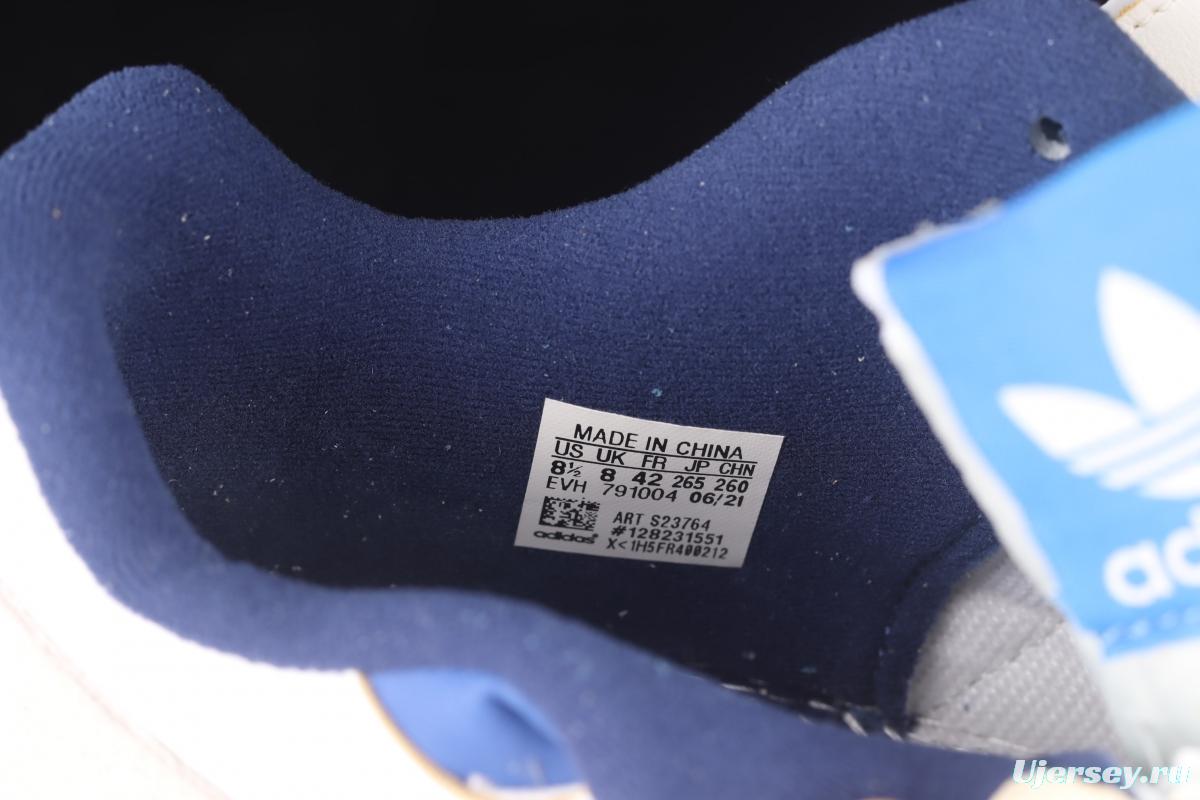 MADE IN CHINA
US UK FR JP CHN
8½ 8 42 265 260
EVH 791004 06/21
ART S23764
#128231551
X<1H5FR400212
adidas
ad
Ujersey.ru